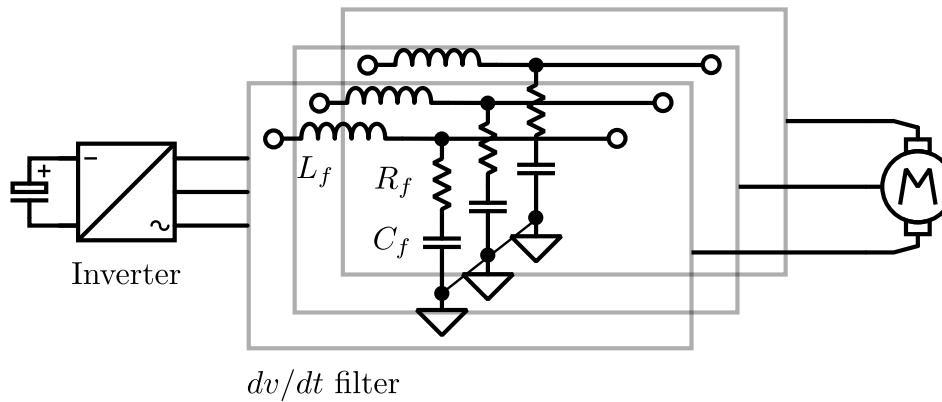 L_f
R_f
+
−
∼
C_f
M
Inverter
dv/dt filter